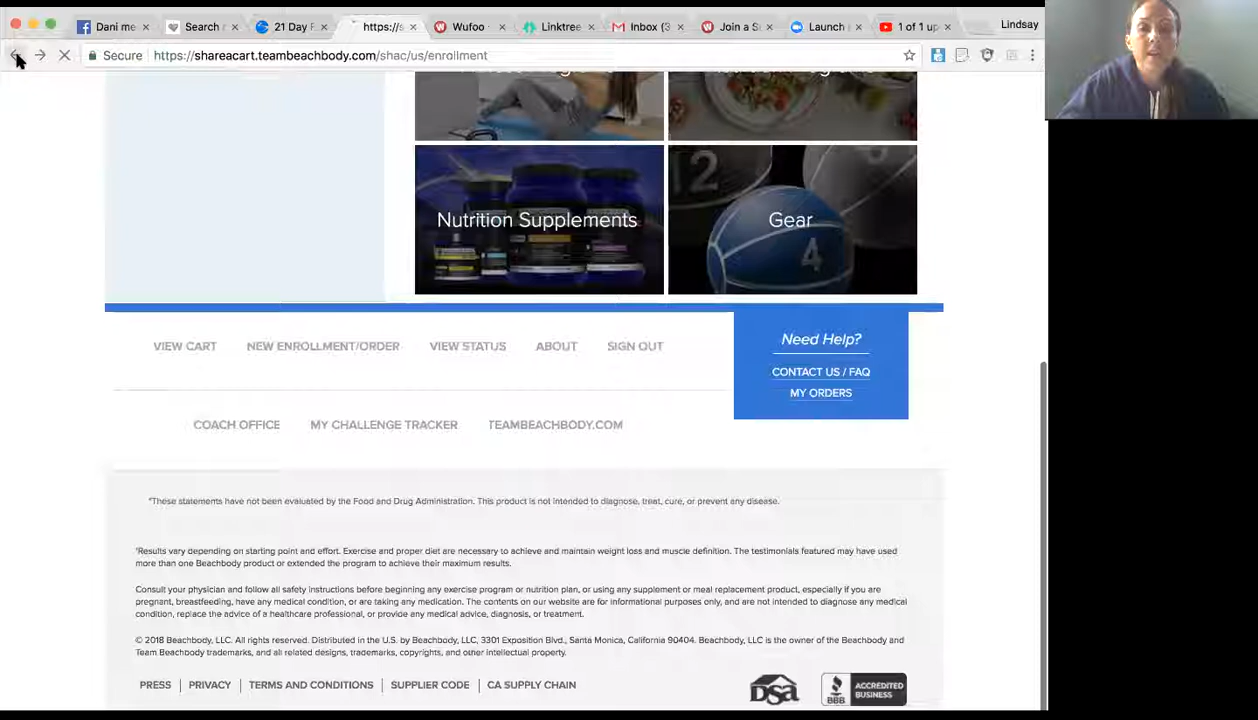 Dani me
Search
21 Day F
https://s
Wufoo
Linktree
Inbox (3
Join a S
Launch
1 of 1 up
Lindsay
Secure
https://shareacart.teambeachbody.com/shac/us/enrollment
12
Nutrition Supplements
Gear
4
VIEW CART
NEW ENROLLMENT/ORDER
VIEW STATUS
ABOUT
SIGN OUT
Need Help?
CONTACT US / FAQ
MY ORDERS
COACH OFFICE
MY CHALLENGE TRACKER
TEAMBEACHBODY.COM
*These statements have not been evaluated by the Food and Drug Administration. This product is not intended to diagnose, treat, cure, or prevent any disease.
†Results vary depending on starting point and effort. Exercise and proper diet are necessary to achieve and maintain weight loss and muscle definition. The testimonials featured may have used
more than one Beachbody product or extended the program to achieve their maximum results.
Consult your physician and follow all safety instructions before beginning any exercise program or nutrition plan, or using any supplement or meal replacement product, especially if you are
pregnant, breastfeeding, have any medical condition, or are taking any medication. The contents on our website are for informational purposes only, and are not intended to diagnose any medical
condition, replace the advice of a healthcare professional, or provide any medical advice, diagnosis, or treatment.
© 2018 Beachbody, LLC. All rights reserved. Distributed in the U.S. by Beachbody, LLC, 3301 Exposition Blvd., Santa Monica, California 90404. Beachbody, LLC is the owner of the Beachbody and
Team Beachbody trademarks, and all related designs, trademarks, copyrights, and other intellectual property.
PRESS
PRIVACY
TERMS AND CONDITIONS
SUPPLIER CODE
CA SUPPLY CHAIN
DSA
BBB
ACCREDITED
BUSINESS